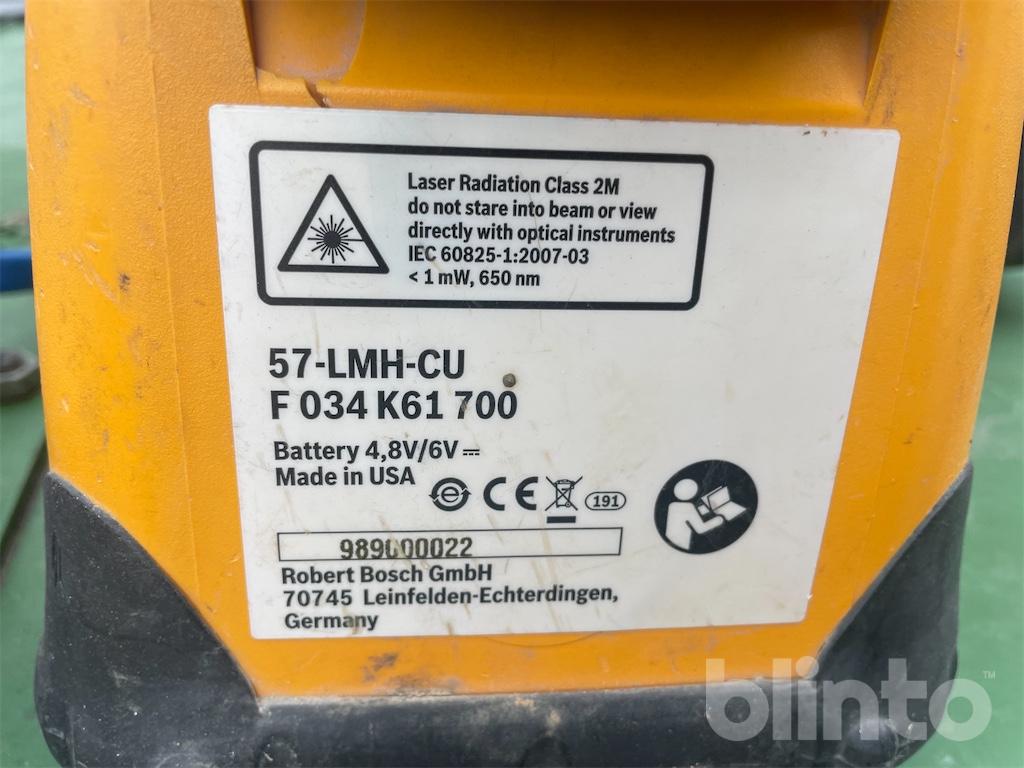 Laser Radiation Class 2M
do not stare into beam or view
directly with optical instruments
IEC 60825-1:2007-03
< 1 mW, 650 nm
57-LMH-CU
F 034 K61 700
Battery 4,8V/6V ⎓
Made in USA
e CE 191
989000022
Robert Bosch GmbH
70745 Leinfelden-Echterdingen,
Germany
blinto™